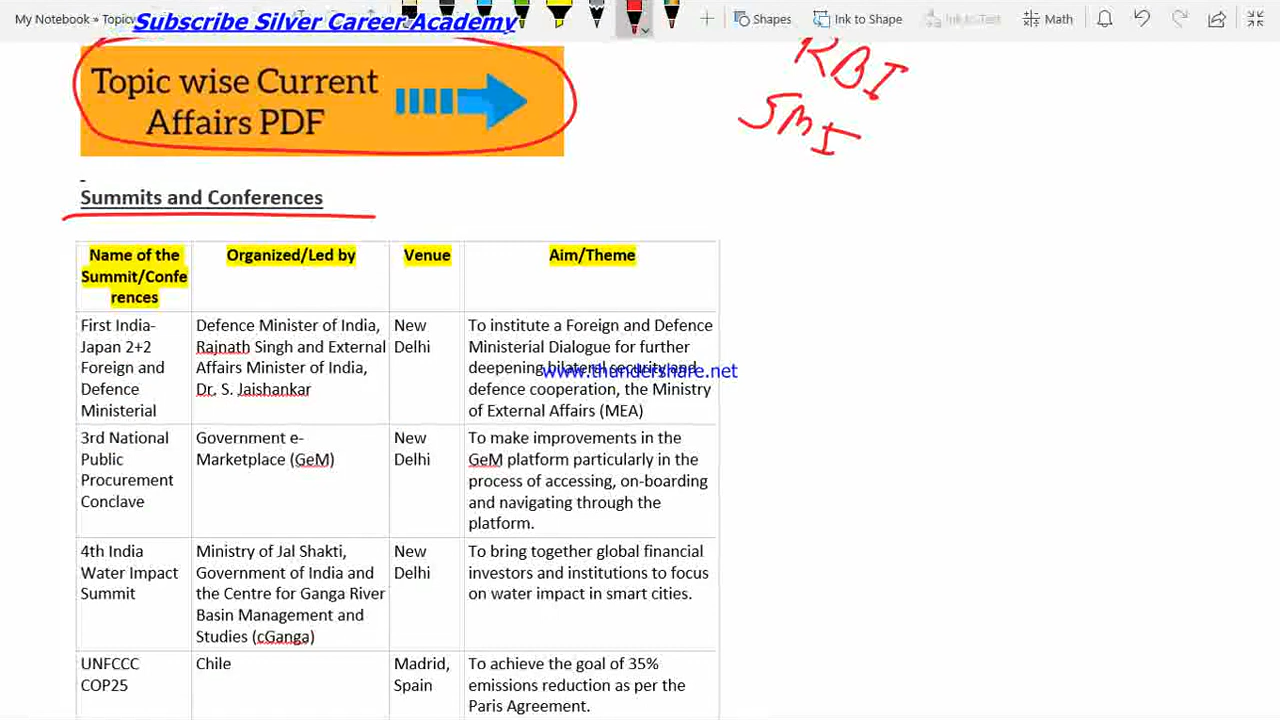 My Notebook » Topicw
Subscribe Silver Career Academy
Shapes
Ink to Shape
Ink to Text
Math
Topic wise Current
Affairs PDF
RBI
SMI
Summits and Conferences
Name of the
Summit/Confe
rences
Organized/Led by
Venue
Aim/Theme
First India-
Japan 2+2
Foreign and
Defence
Ministerial
Defence Minister of India,
Rajnath Singh and External
Affairs Minister of India,
Dr. S. Jaishankar
New
Delhi
To institute a Foreign and Defence
Ministerial Dialogue for further
deepening bilateral security and
www.thundershare.net
defence cooperation, the Ministry
of External Affairs (MEA)
3rd National
Public
Procurement
Conclave
Government e-
Marketplace (GeM)
New
Delhi
To make improvements in the
GeM platform particularly in the
process of accessing, on-boarding
and navigating through the
platform.
4th India
Water Impact
Summit
Ministry of Jal Shakti,
Government of India and
the Centre for Ganga River
Basin Management and
Studies (cGanga)
New
Delhi
To bring together global financial
investors and institutions to focus
on water impact in smart cities.
UNFCCC
COP25
Chile
Madrid,
Spain
To achieve the goal of 35%
emissions reduction as per the
Paris Agreement.